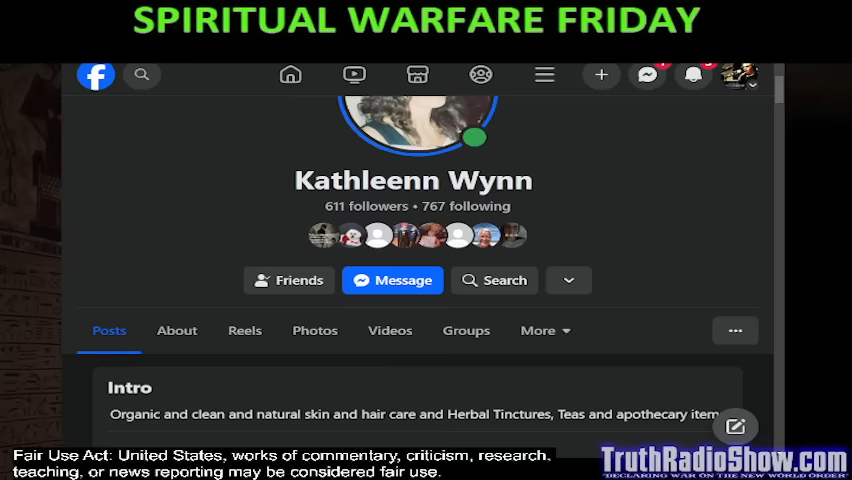 SPIRITUAL WARFARE FRIDAY
Kathleenn Wynn
611 followers • 767 following
Friends Message Search
Posts About Reels Photos Videos Groups More
Intro
Organic and clean and natural skin and hair care and Herbal Tinctures, Teas and apothecary item
Fair Use Act: United States, works of commentary, criticism, research,
teaching, or news reporting may be considered fair use.
TruthRadioShow.com
"DECLARING WAR ON THE NEW WORLD ORDER"